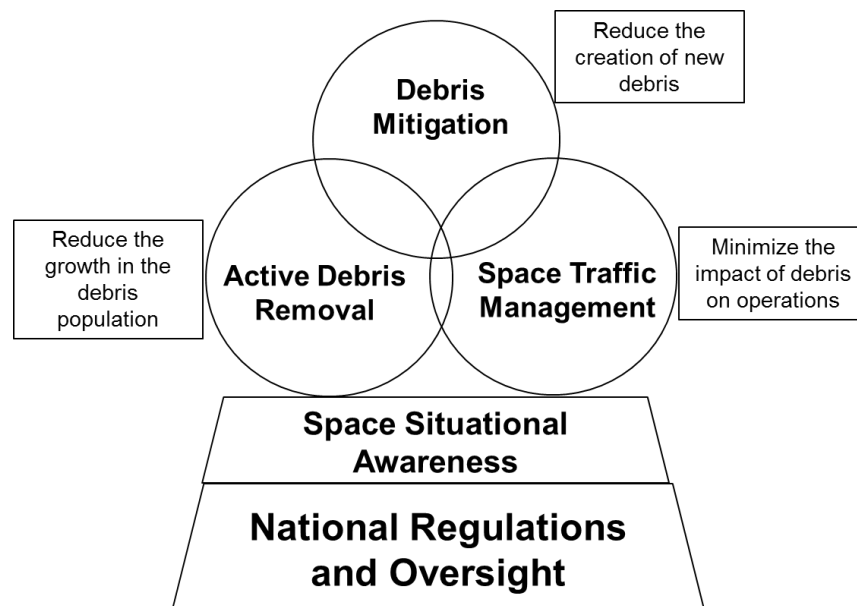 Reduce the
creation of new
debris
Debris
Mitigation
Reduce the
growth in the
debris
population
Active Debris
Removal
Space Traffic
Management
Minimize the
impact of debris
on operations
Space Situational
Awareness
National Regulations
and Oversight